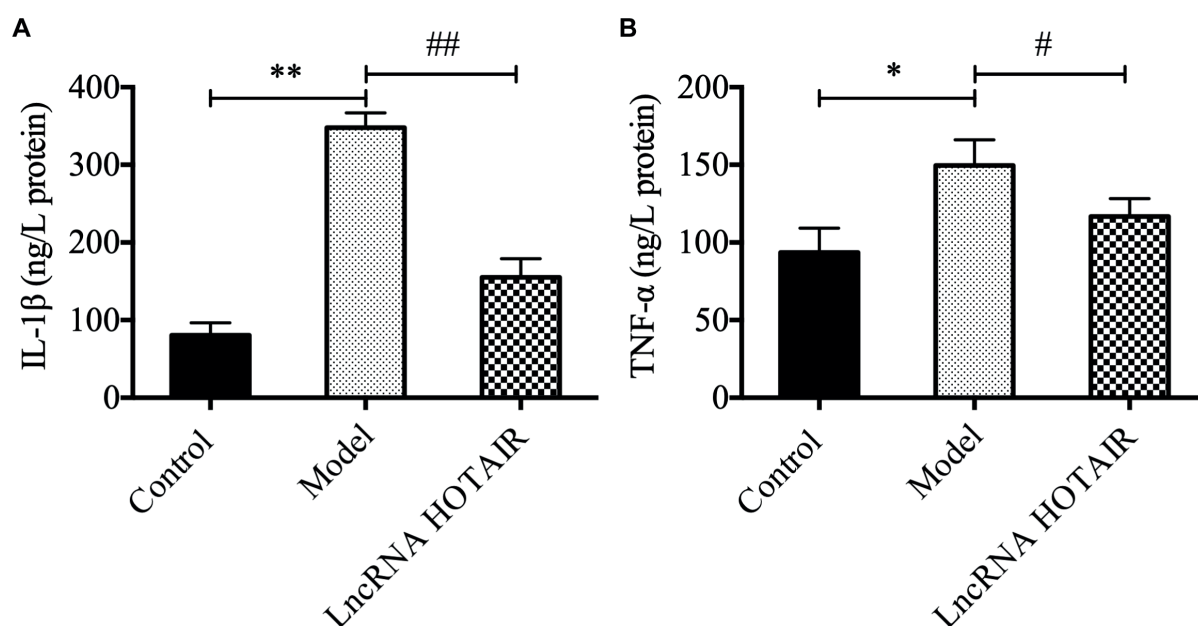 A
##
**
400
300
200
100
0
IL-1β (ng/L protein)
Control
Model
LncRNA HOTAIR
B
#
*
200
150
100
50
0
TNF-α (ng/L protein)
Control
Model
LncRNA HOTAIR